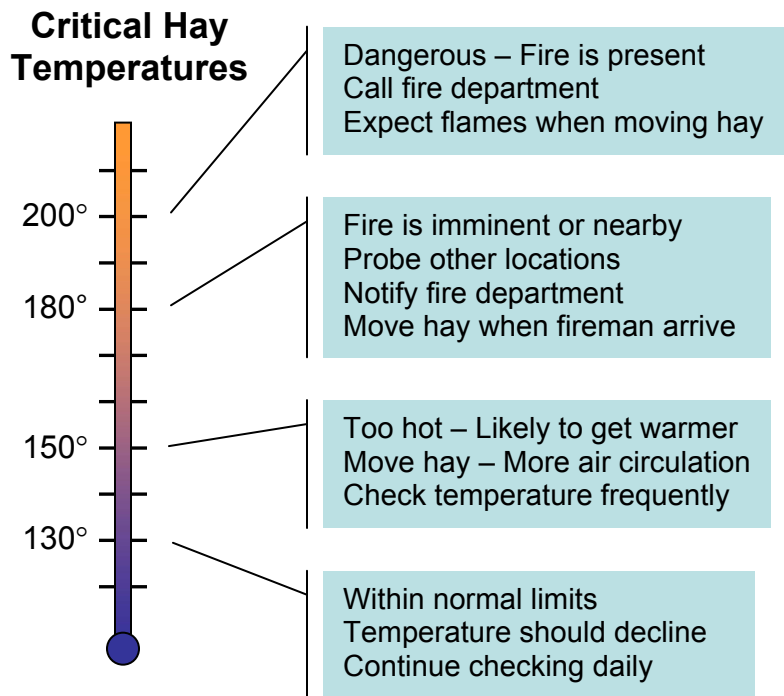 Critical Hay
Temperatures
200°
180°
150°
130°
Dangerous – Fire is present
Call fire department
Expect flames when moving hay
Fire is imminent or nearby
Probe other locations
Notify fire department
Move hay when fireman arrive
Too hot – Likely to get warmer
Move hay – More air circulation
Check temperature frequently
Within normal limits
Temperature should decline
Continue checking daily